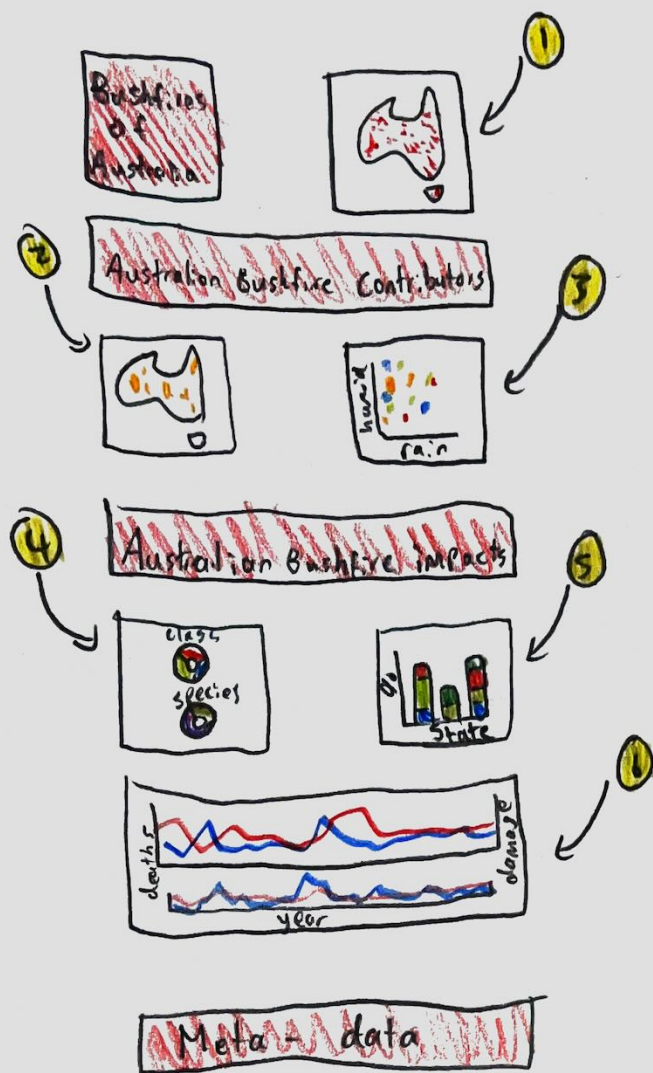 Bushfires
of
Australia
1
Australian Bushfire Contributors
2
3
humid
rain
Australian Bushfire impacts
4
5
class
species
%
State
1
deaths
damage
year
Meta - data